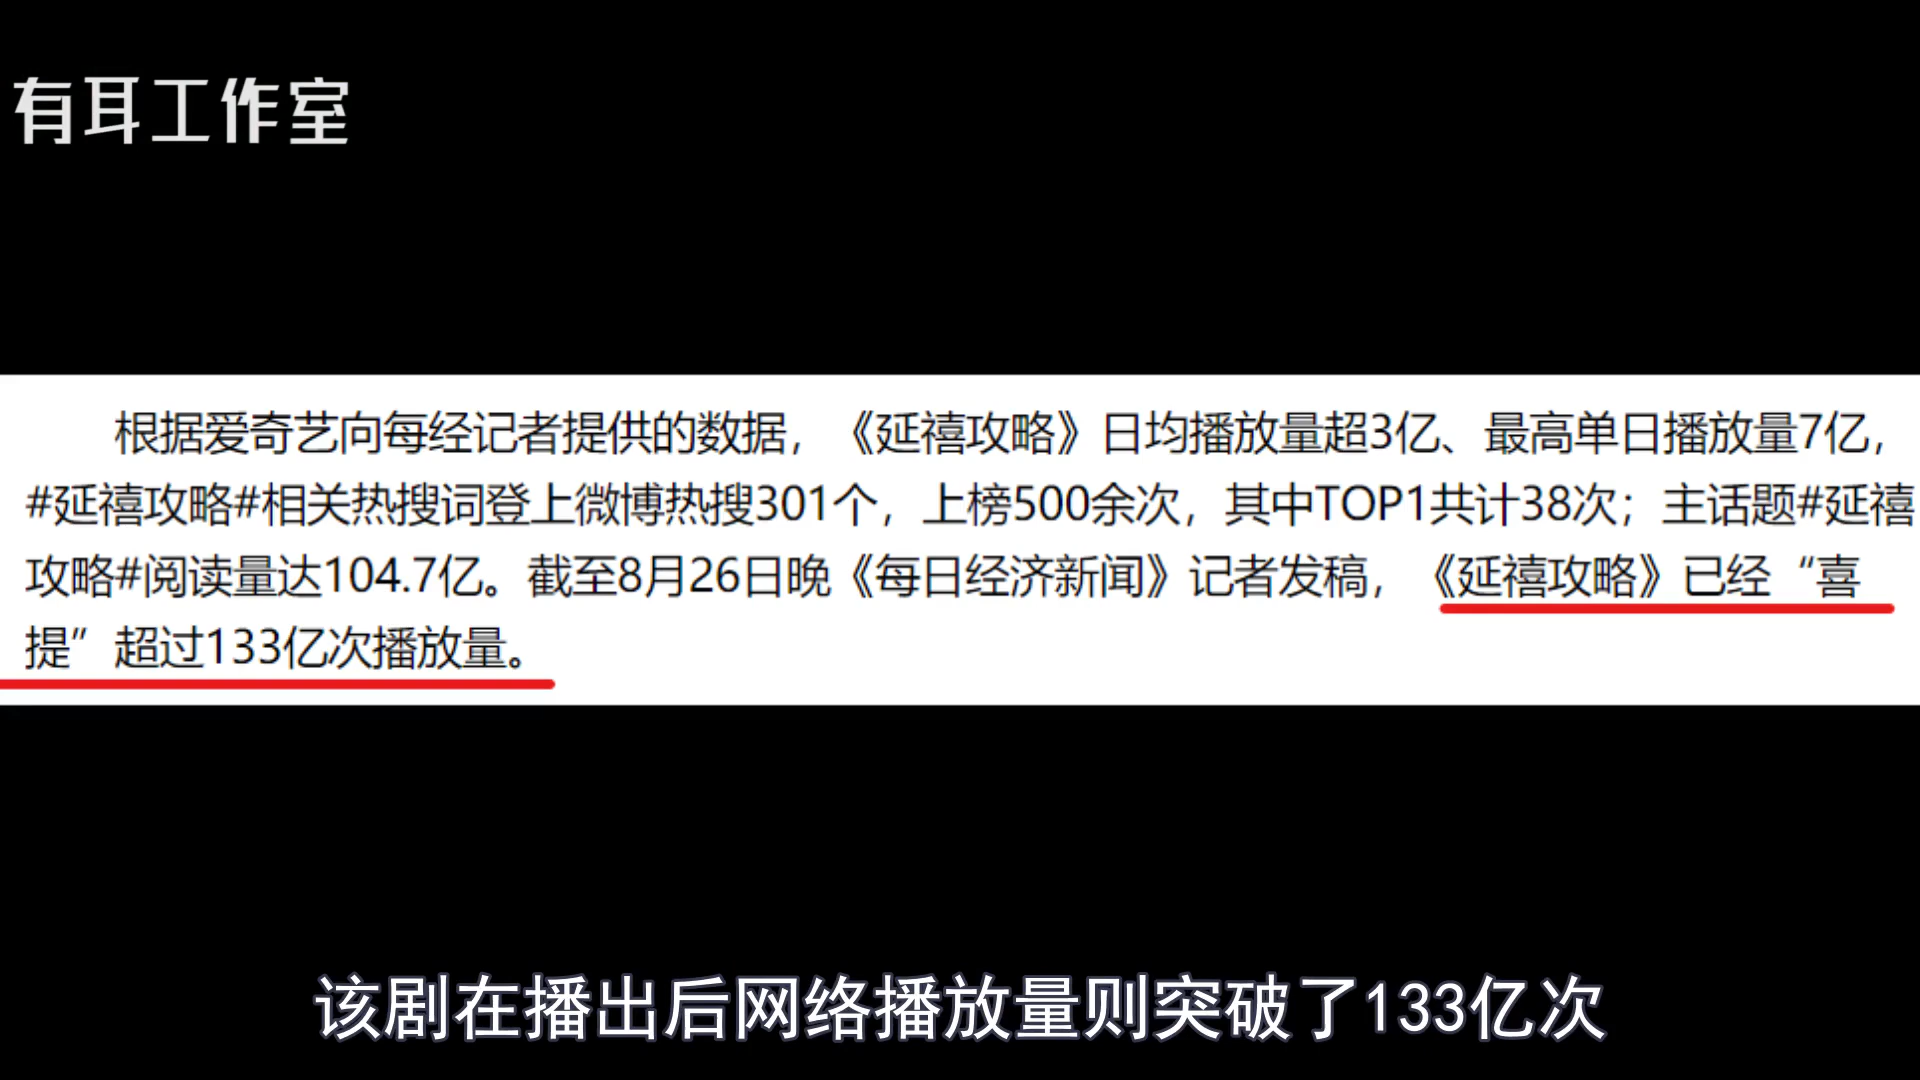 有耳工作室
根据爱奇艺向每经记者提供的数据，《延禧攻略》日均播放量超3亿、最高单日播放量7亿，
#延禧攻略#相关热搜词登上微博热搜301个，上榜500余次，其中TOP1共计38次；主话题#延禧
攻略#阅读量达104.7亿。截至8月26日晚《每日经济新闻》记者发稿，《延禧攻略》已经“喜
提”超过133亿次播放量。
该剧在播出后网络播放量则突破了133亿次